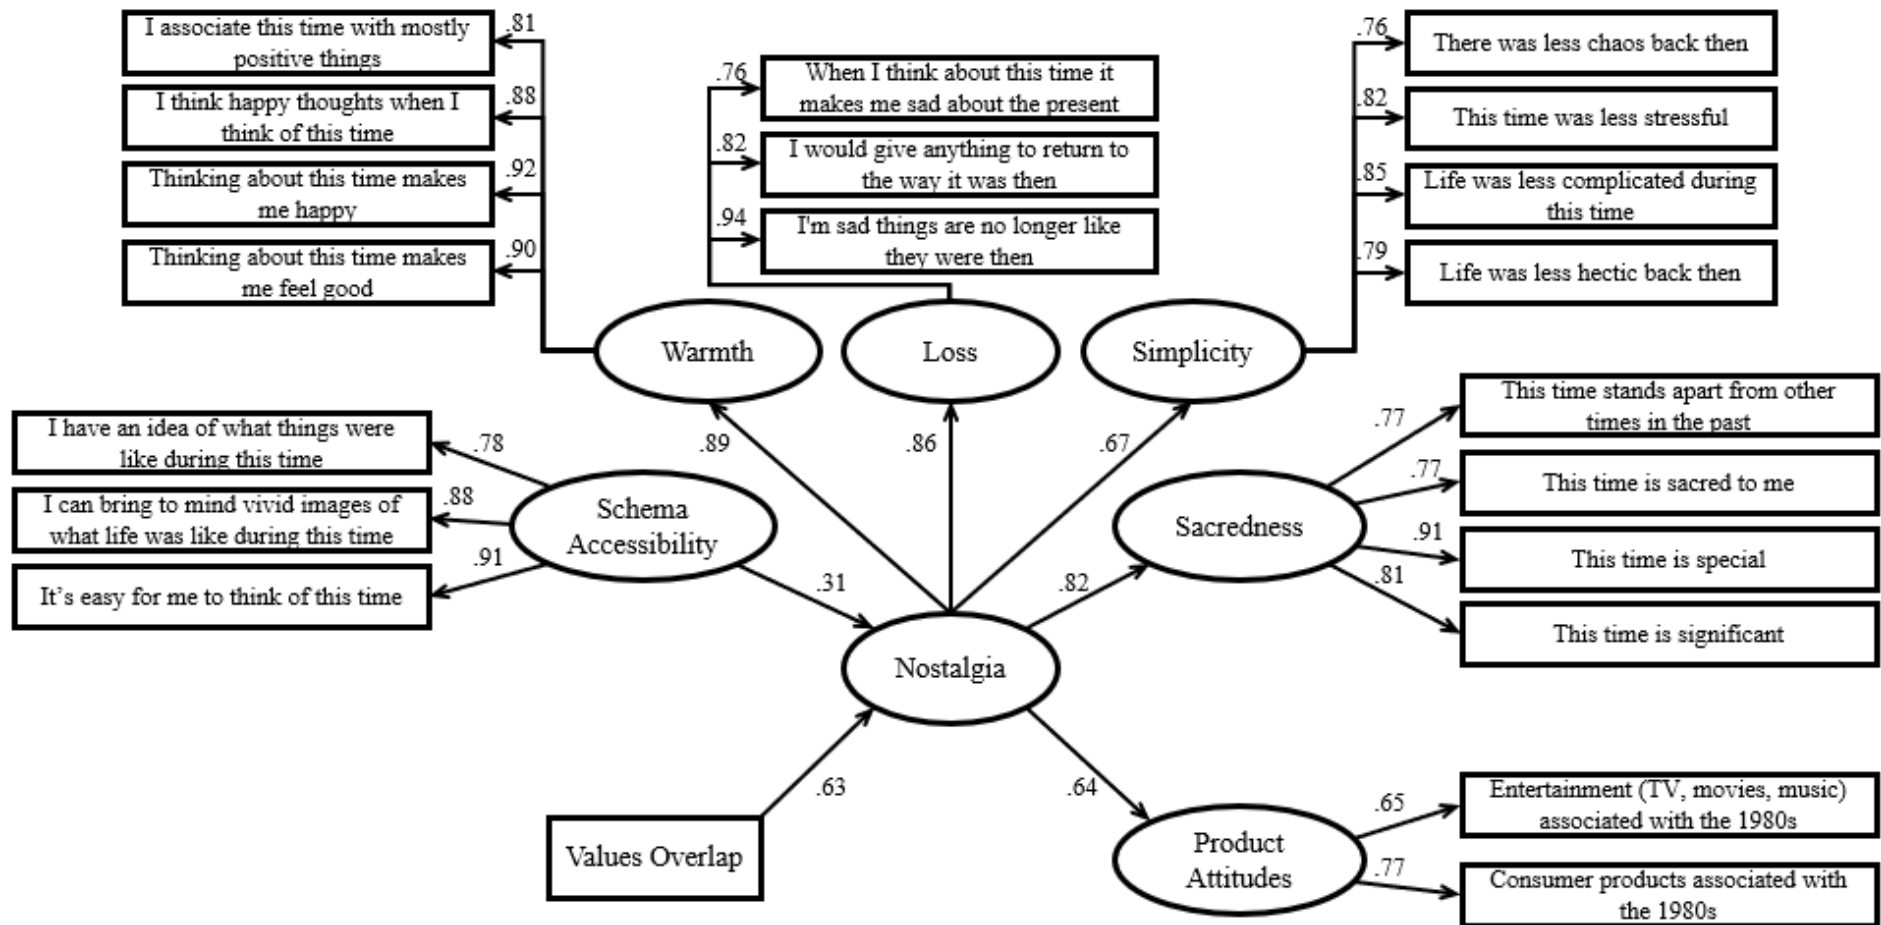 I associate this time with mostly
positive things
.81
I think happy thoughts when I
think of this time
.88
Thinking about this time makes
me happy
.92
Thinking about this time makes
me feel good
.90
.76
When I think about this time it
makes me sad about the present
.82
I would give anything to return to
the way it was then
.94
I'm sad things are no longer like
they were then
.76
There was less chaos back then
.82
This time was less stressful
.85
Life was less complicated during
this time
.79
Life was less hectic back then
Warmth
Loss
Simplicity
.89
.86
.67
I have an idea of what things were
like during this time
.78
I can bring to mind vivid images of
what life was like during this time
.88
It’s easy for me to think of this time
.91
Schema
Accessibility
.31
Sacredness
.82
.77
This time stands apart from other
times in the past
.77
This time is sacred to me
.91
This time is special
.81
This time is significant
Nostalgia
.63
Values Overlap
.64
Product
Attitudes
.65
Entertainment (TV, movies, music)
associated with the 1980s
.77
Consumer products associated with
the 1980s